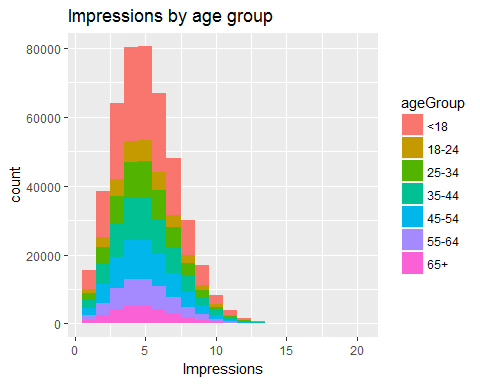 Impressions by age group
80000
60000
40000
20000
0
count
0 5 10 15 20
Impressions
ageGroup
<18
18-24
25-34
35-44
45-54
55-64
65+